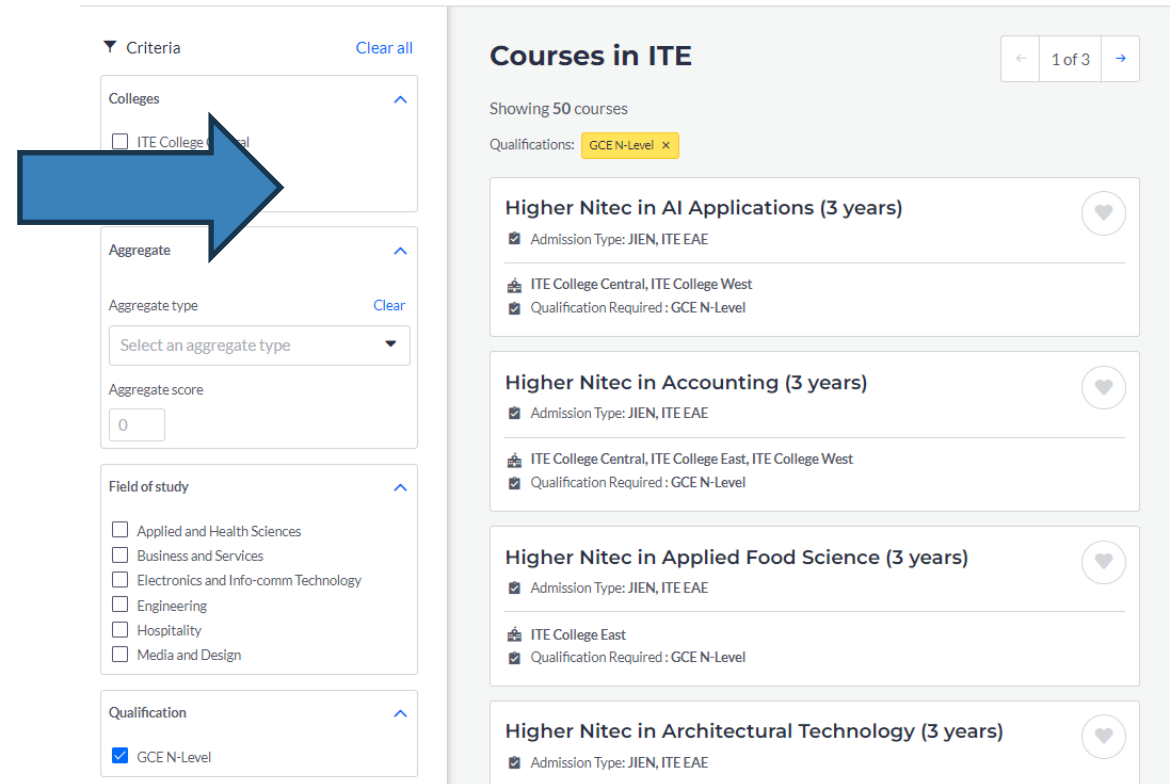 Criteria
Clear all
Colleges
ITE College
Aggregate
Aggregate type
Clear
Select an aggregate type
Aggregate score
0
Field of study
Applied and Health Sciences
Business and Services
Electronics and Info-comm Technology
Engineering
Hospitality
Media and Design
Qualification
GCE N-Level
Courses in ITE
← 1 of 3 →
Showing 50 courses
Qualifications: GCE N-Level ×
Higher Nitec in AI Applications (3 years)
Admission Type: JIEN, ITE EAE
ITE College Central, ITE College West
Qualification Required : GCE N-Level
Higher Nitec in Accounting (3 years)
Admission Type: JIEN, ITE EAE
ITE College Central, ITE College East, ITE College West
Qualification Required : GCE N-Level
Higher Nitec in Applied Food Science (3 years)
Admission Type: JIEN, ITE EAE
ITE College East
Qualification Required : GCE N-Level
Higher Nitec in Architectural Technology (3 years)
Admission Type: JIEN, ITE EAE